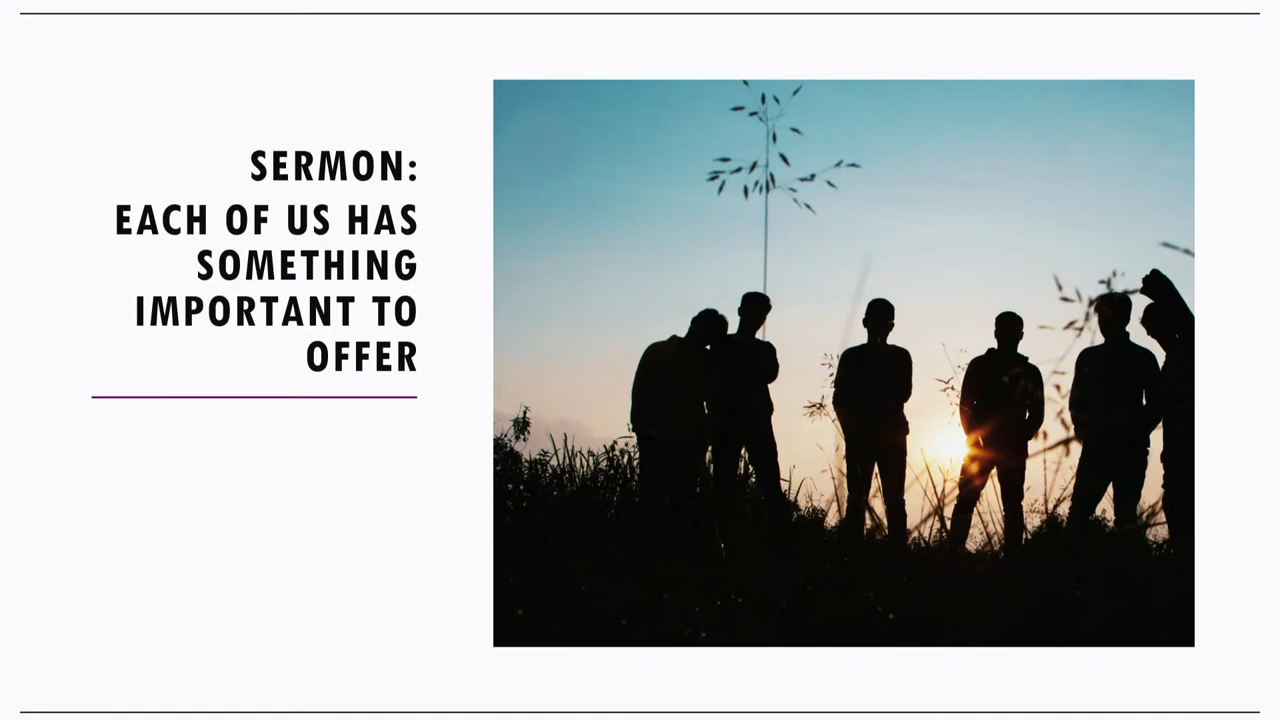 SERMON:
EACH OF US HAS
SOMETHING
IMPORTANT TO
OFFER